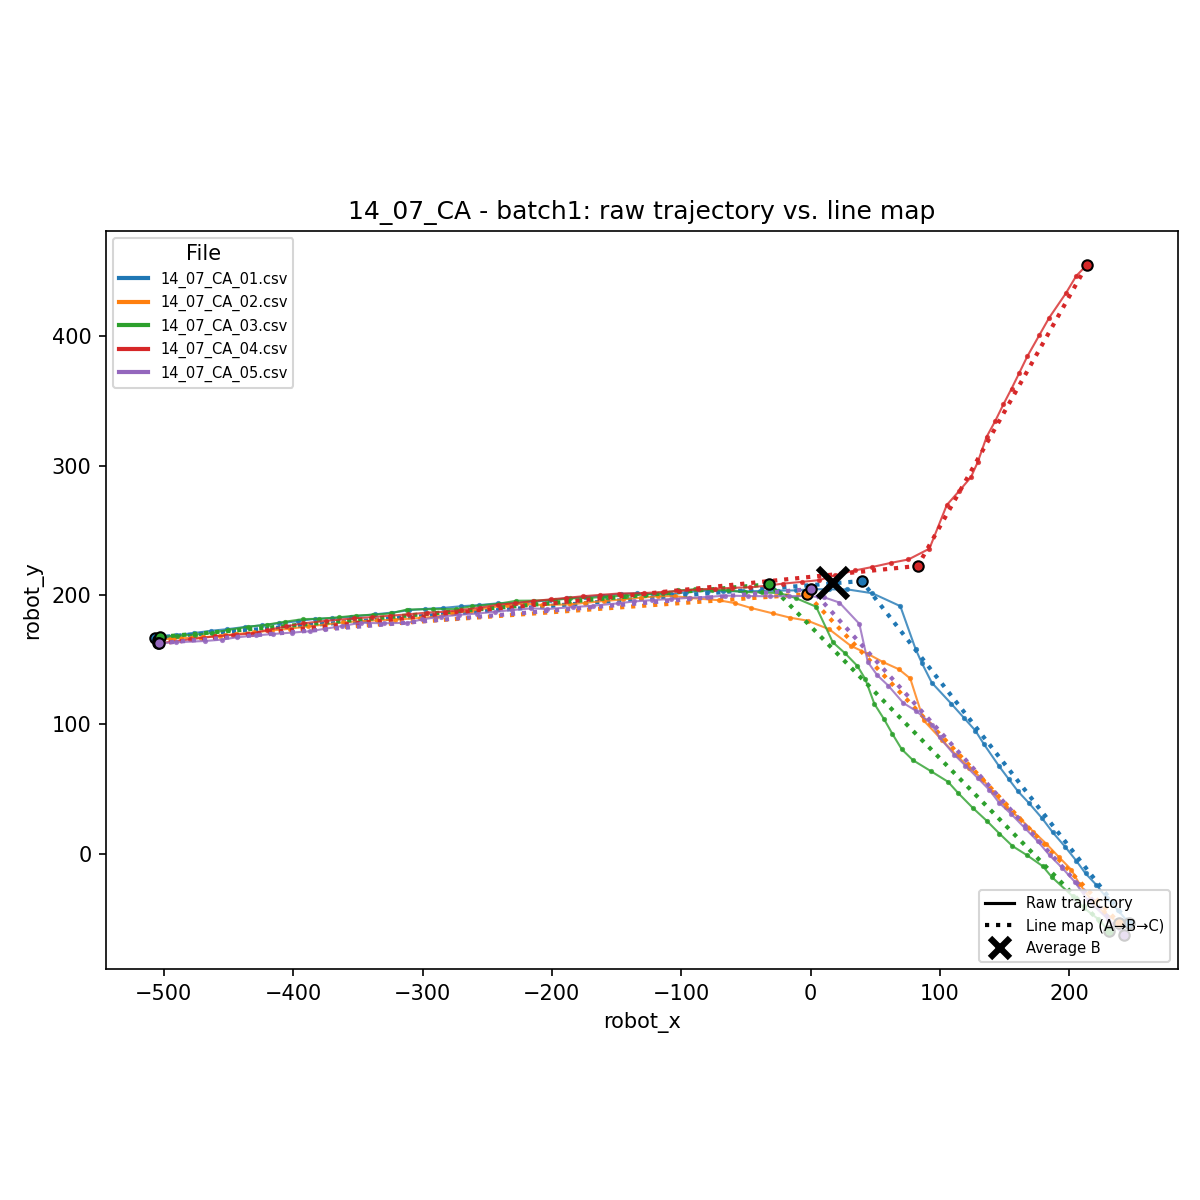 14_07_CA - batch1: raw trajectory vs. line map
File
14_07_CA_01.csv
14_07_CA_02.csv
14_07_CA_03.csv
14_07_CA_04.csv
14_07_CA_05.csv
robot_y
400
300
200
100
0
Raw trajectory
Line map (A→B→C)
Average B
−500 −400 −300 −200 −100 0 100 200
robot_x